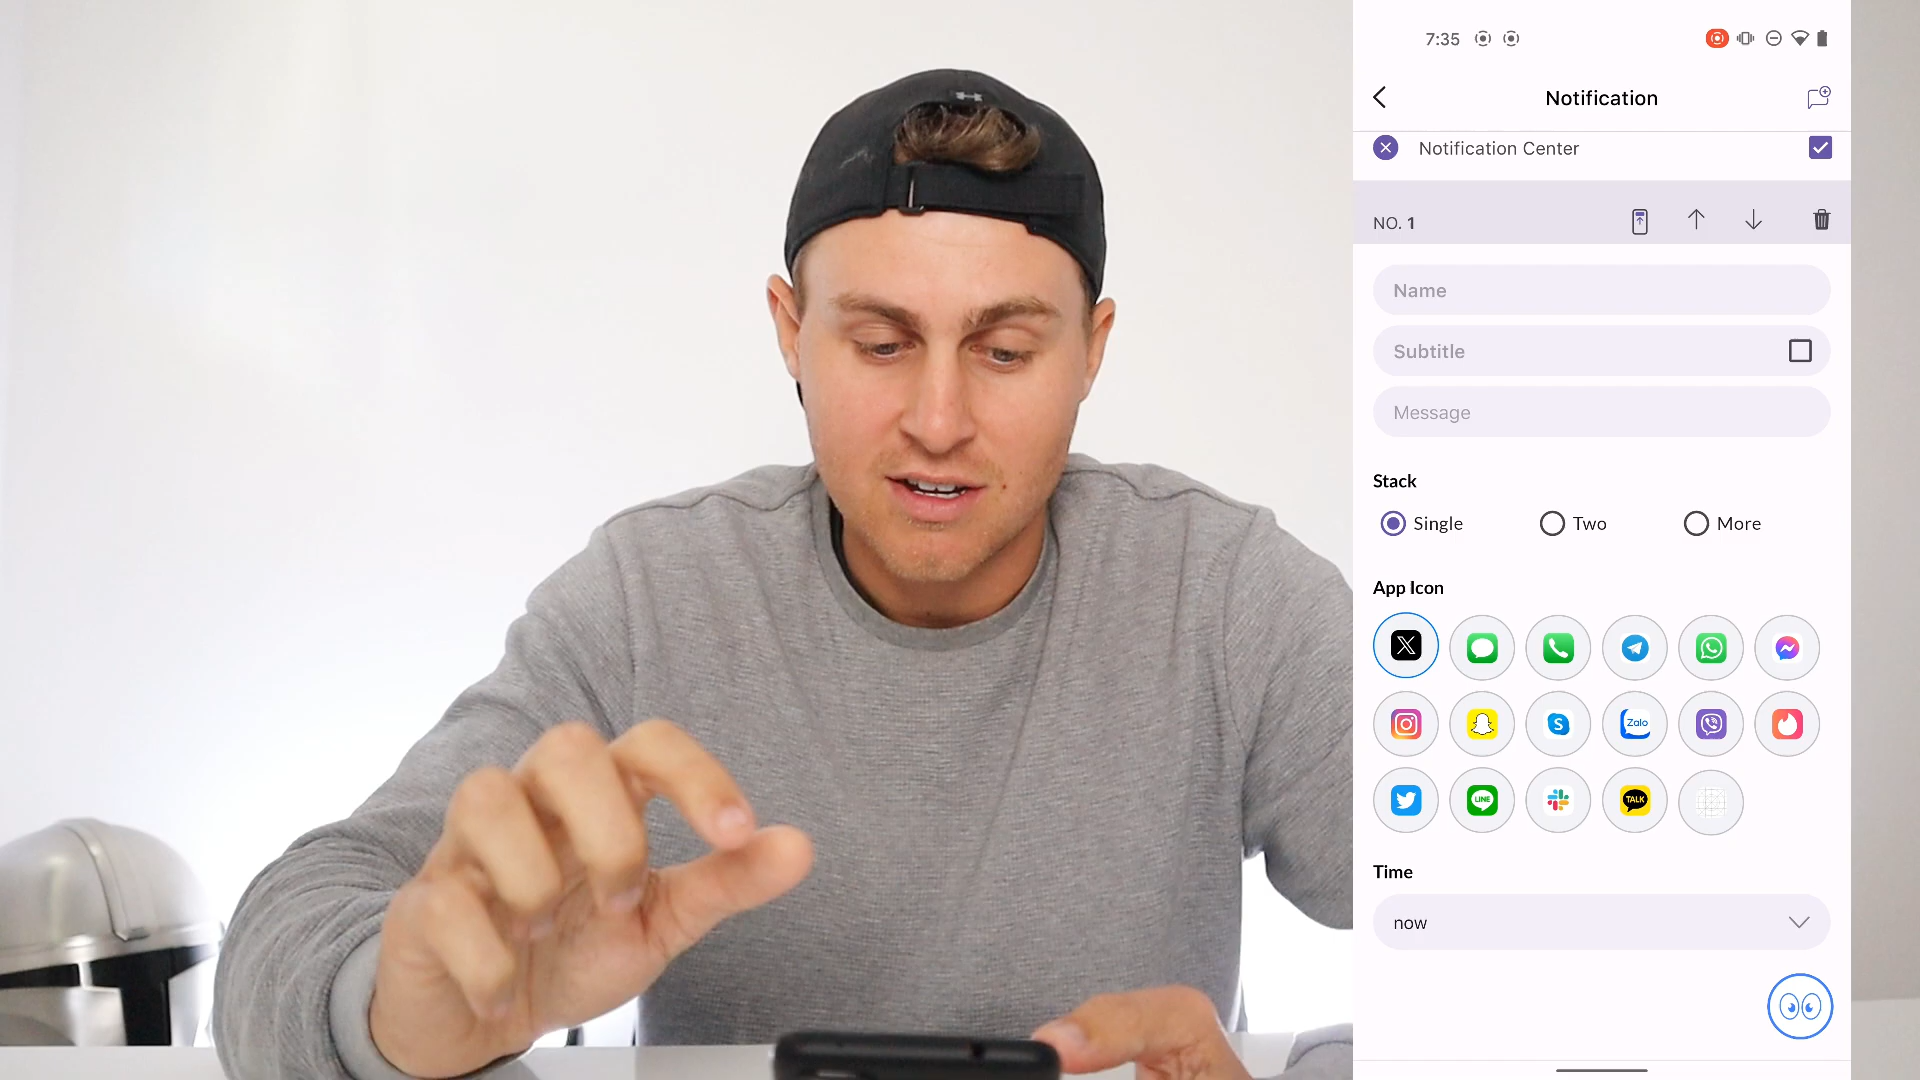 7:35
Notification
Notification Center
NO. 1
Name
Subtitle
Message
Stack
Single
Two
More
App Icon
Zalo
LINE
TALK
Time
now